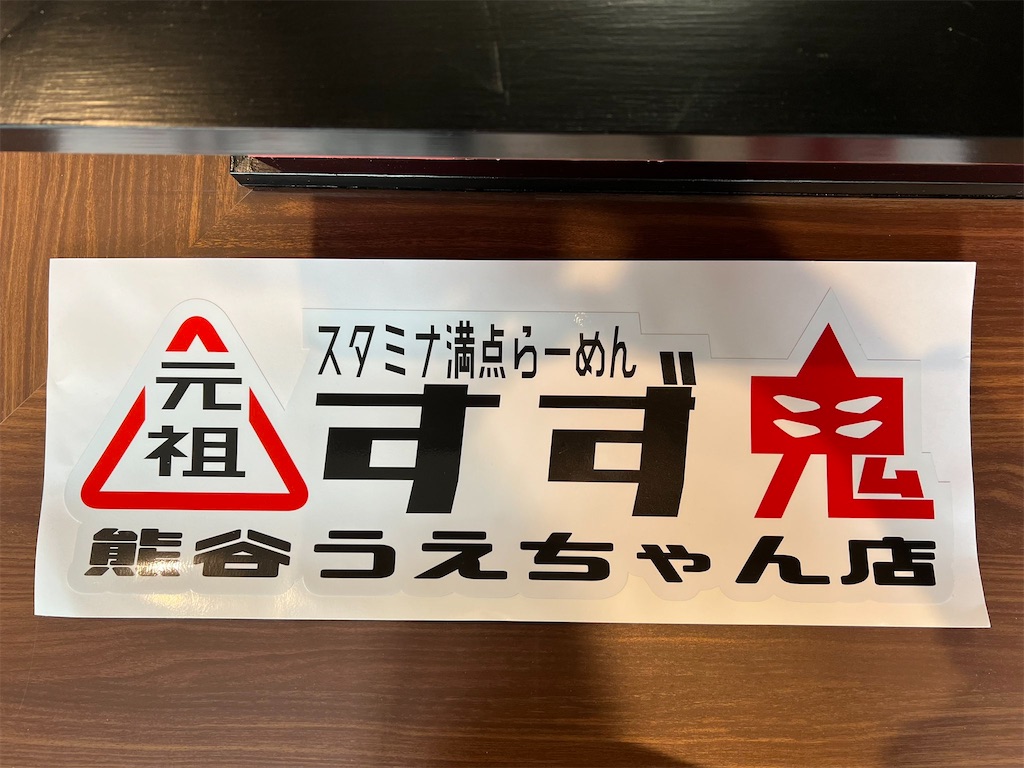 元祖
スタミナ満点らーめん
すず鬼
熊谷うえちゃん店